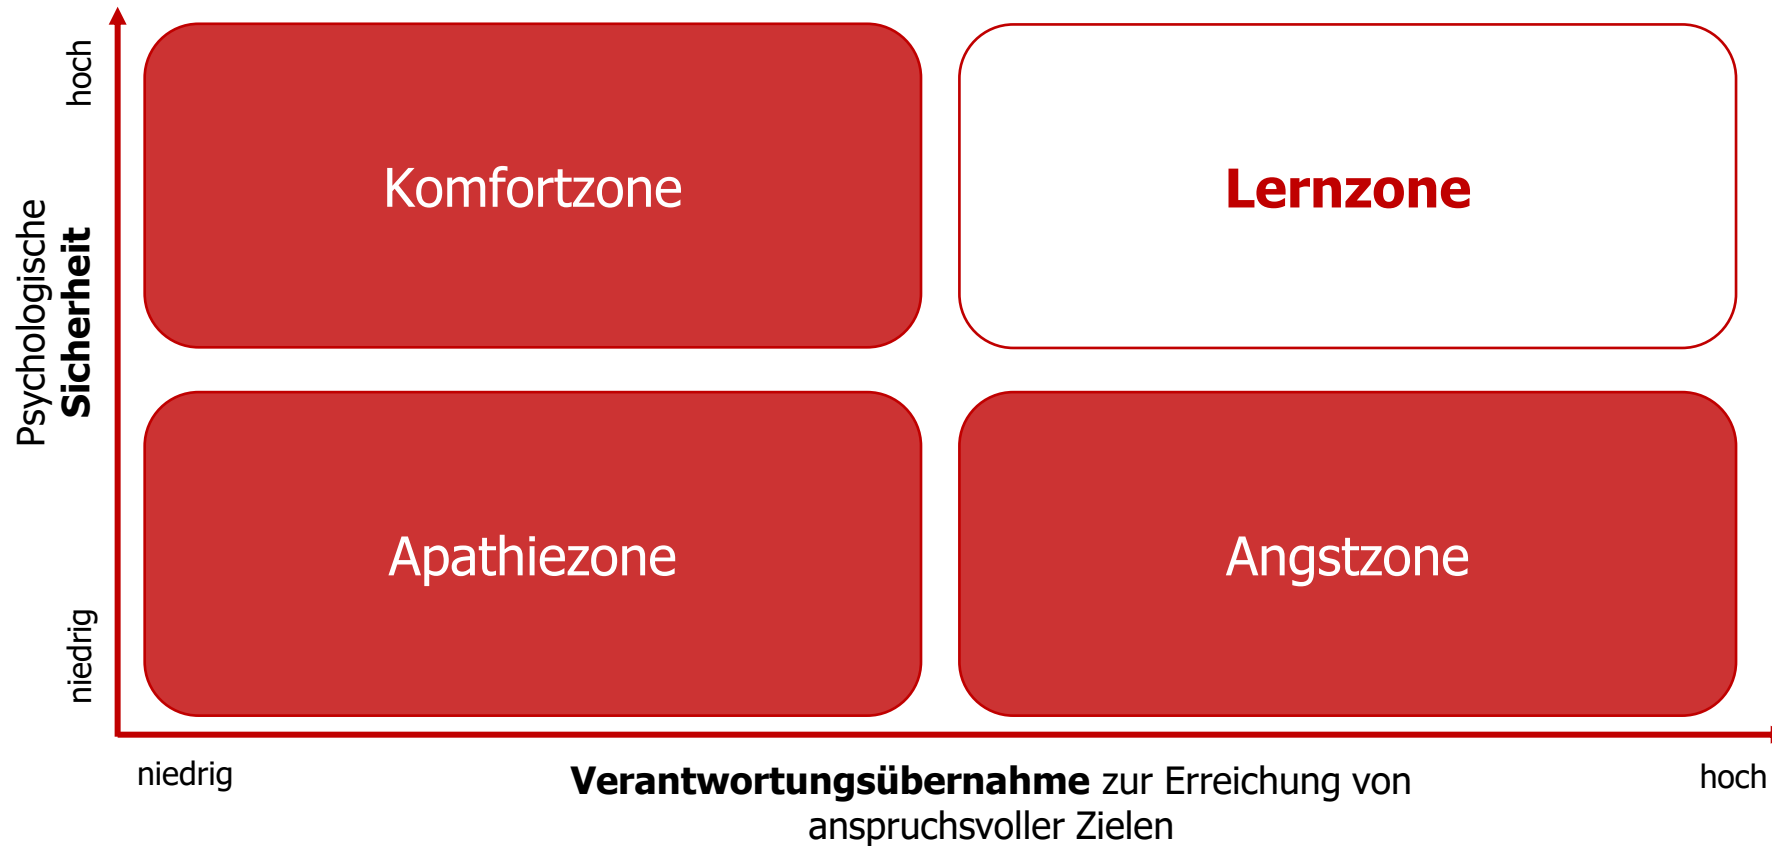 hoch
Komfortzone
Lernzone
Psychologische
Sicherheit
Apathiezone
Angstzone
niedrig
niedrig
Verantwortungsübernahme zur Erreichung von
anspruchsvoller Zielen
hoch